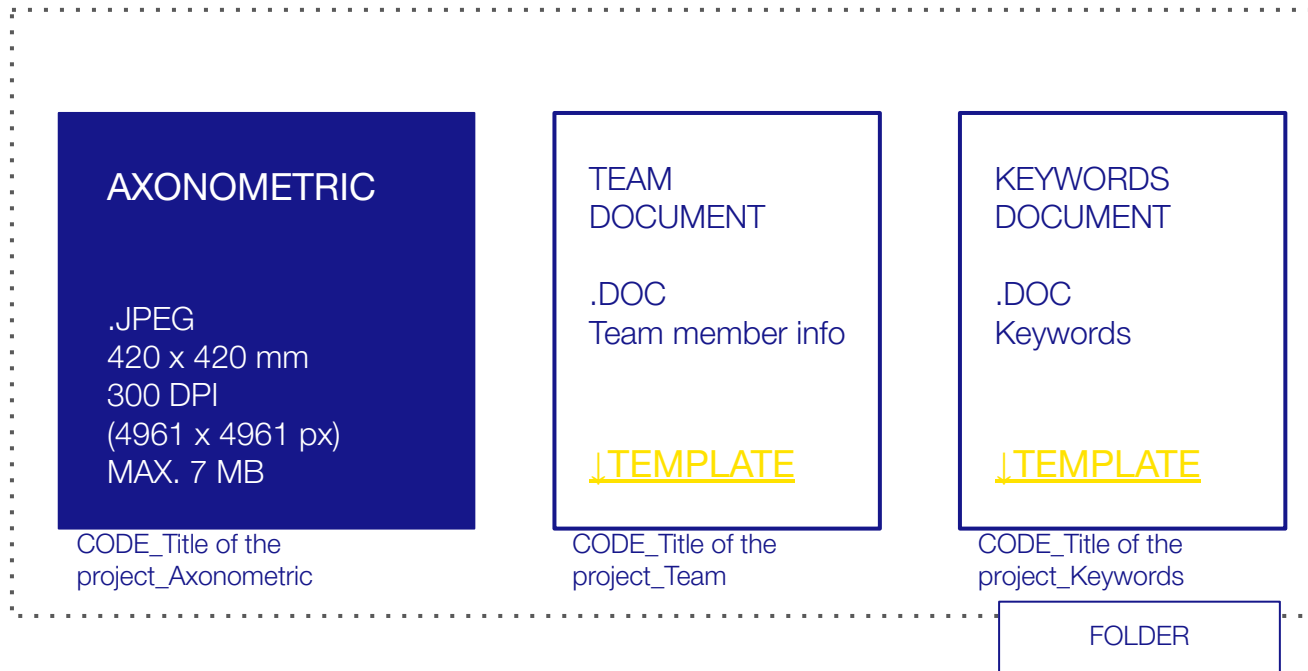 AXONOMETRIC
.JPEG
420 x 420 mm
300 DPI
(4961 x 4961 px)
MAX. 7 MB
CODE_Title of the
project_Axonometric
TEAM
DOCUMENT
.DOC
Team member info
↓TEMPLATE
CODE_Title of the
project_Team
KEYWORDS
DOCUMENT
.DOC
Keywords
↓TEMPLATE
CODE_Title of the
project_Keywords
FOLDER